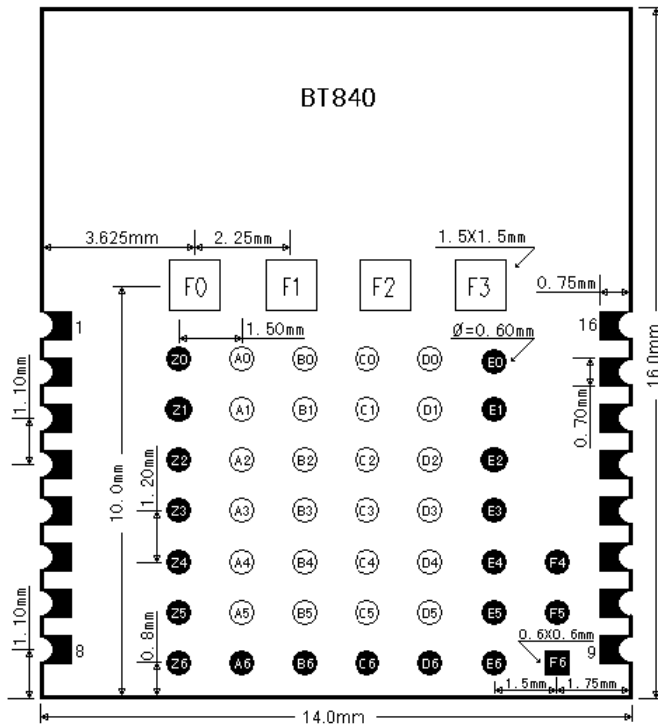 BT840
3.625mm 2.25mm 1.5X1.5mm
F0 F1 F2 F3
0.75mm
1 1.50mm Ø=0.60mm 16
Z0 A0 B0 C0 D0 E0
16.0mm
1.10mm 0.70mm
Z1 A1 B1 C1 D1 E1
Z2 A2 B2 C2 D2 E2
10.0mm 1.20mm
Z3 A3 B3 C3 D3 E3
Z4 A4 B4 C4 D4 E4 F4
1.10mm 0.8mm
Z5 A5 B5 C5 D5 E5 F5
0.6X0.6mm
8 9
Z6 A6 B6 C6 D6 E6 F6
1.5mm 1.75mm
14.0mm